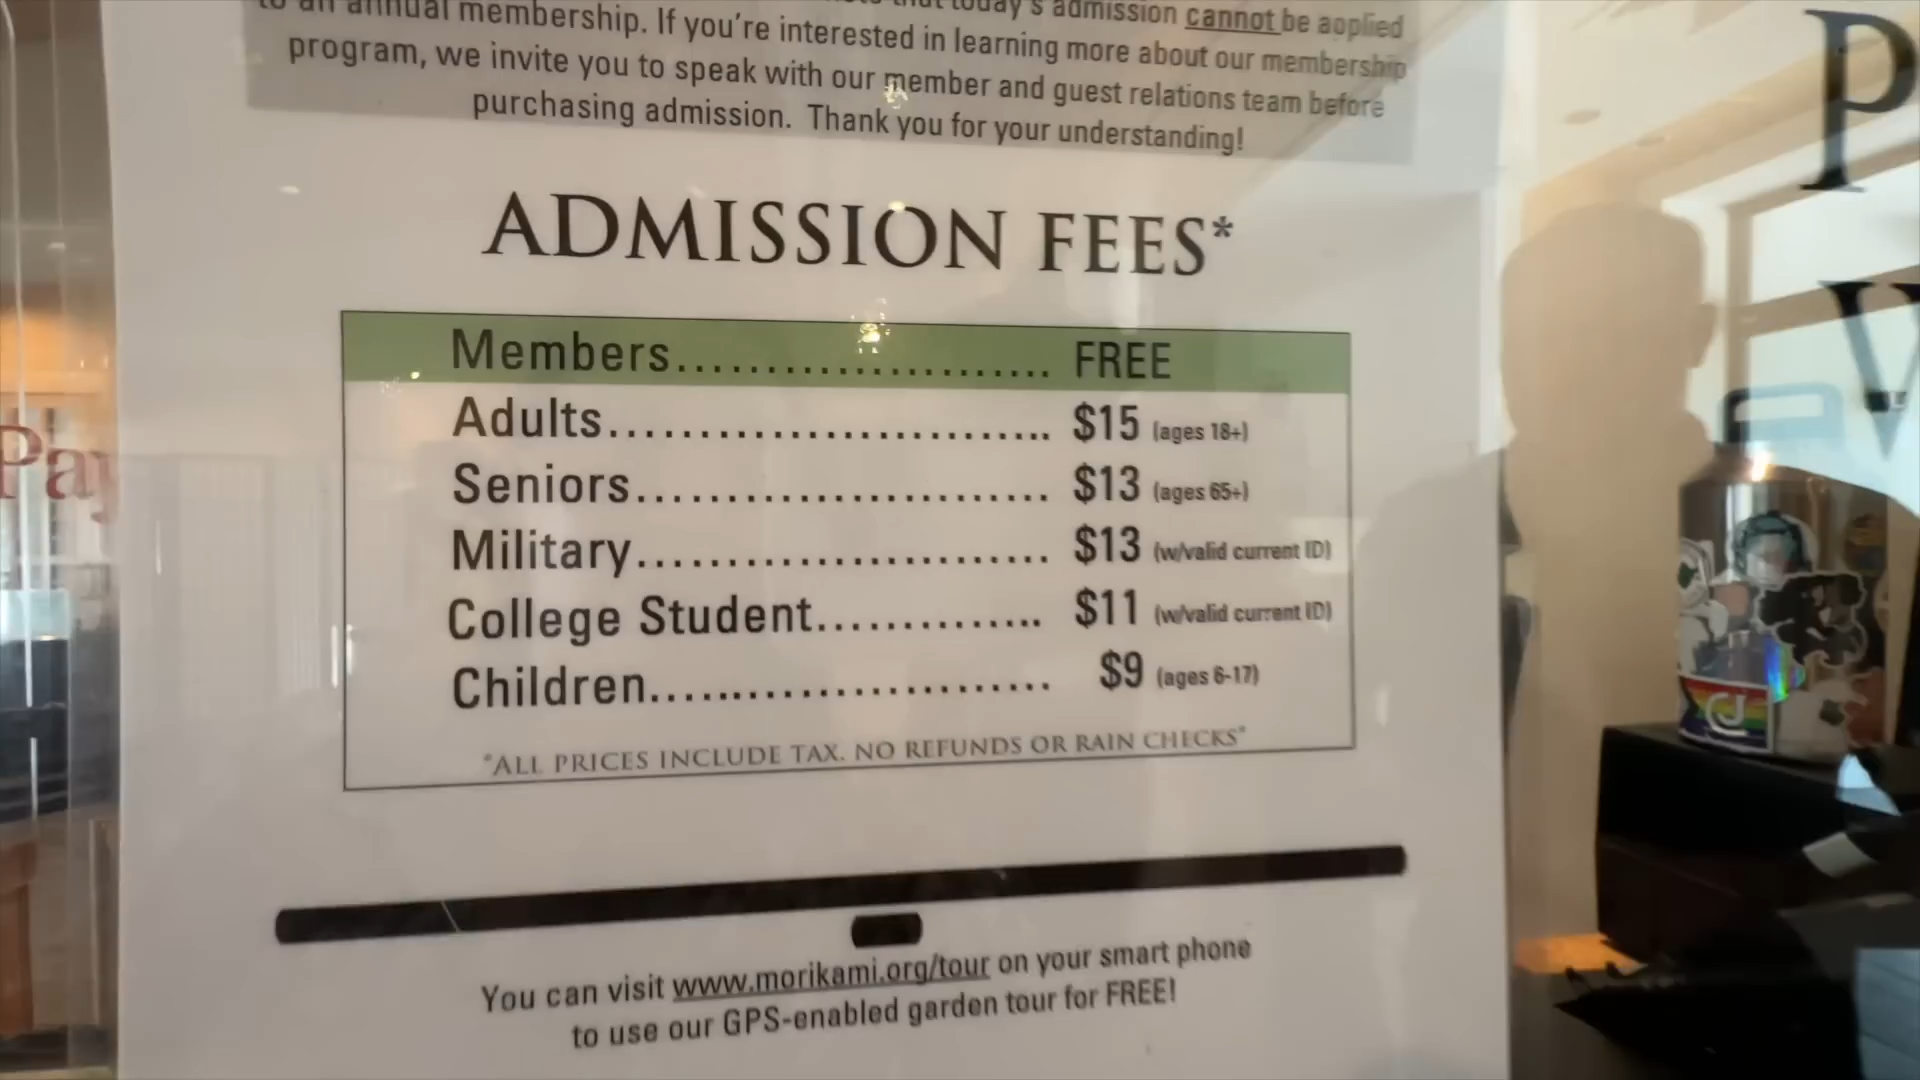 to an annual membership. If you're interested in learning more about our membership
program, we invite you to speak with our member and guest relations team before
purchasing admission. Thank you for your understanding!
ADMISSION FEES*
Members........................ FREE
Adults.............................. $15 (ages 18+)
Seniors............................ $13 (ages 65+)
Military............................ $13 (w/valid current ID)
College Student............... $11 (w/valid current ID)
Children........................... $9 (ages 6-17)
*ALL PRICES INCLUDE TAX. NO REFUNDS OR RAIN CHECKS*
You can visit www.morikami.org/tour on your smart phone
to use our GPS-enabled garden tour for FREE!
Pay
P